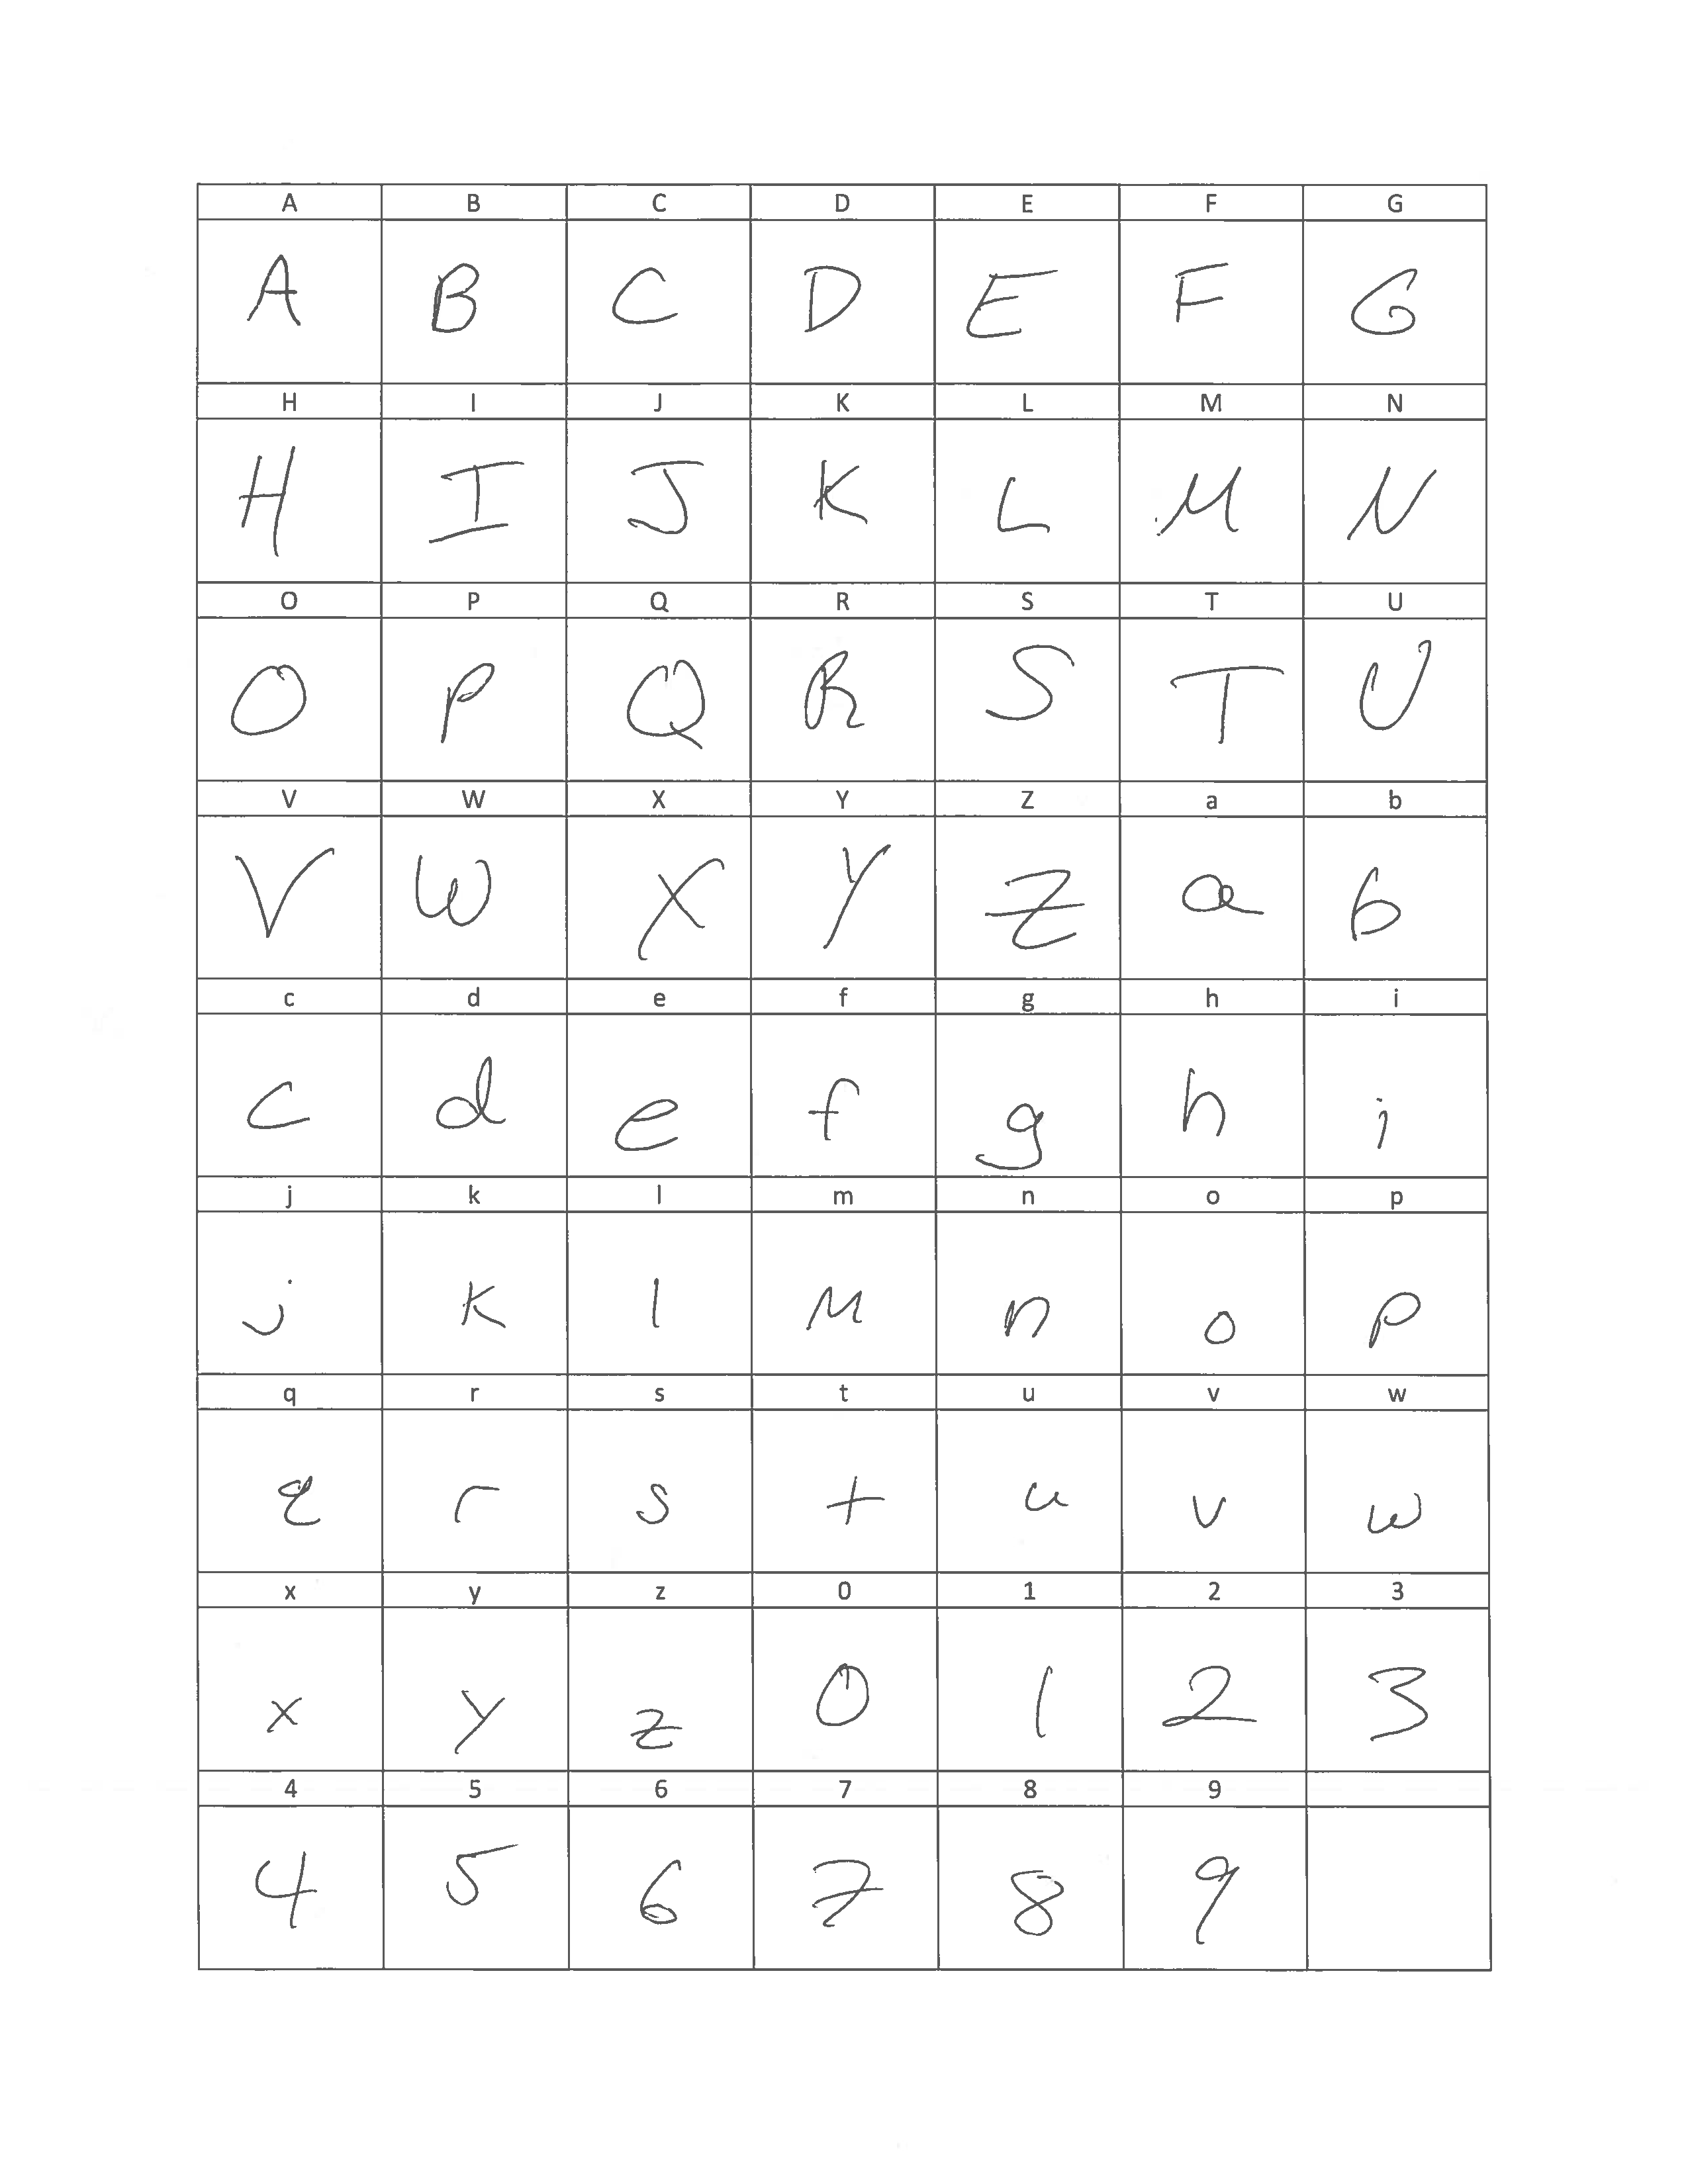 A B C D E F G
A B C D E F G
H I J K L M N
H I J K L M N
O P Q R S T U
O P Q R S T U
V W X Y Z a b
V W X Y Z a b
c d e f g h i
c d e f g h i
j k l m n o p
j k l m n o p
q r s t u v w
q r s t u v w
x y z 0 1 2 3
x y z 0 1 2 3
4 5 6 7 8 9
4 5 6 7 8 9